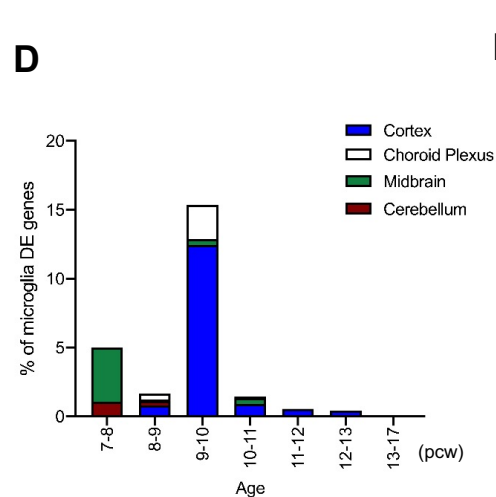 D
Cortex
Choroid Plexus
Midbrain
Cerebellum
% of microglia DE genes
20
15
10
5
0
7-8
8-9
9-10
10-11
11-12
12-13
13-17
(pcw)
Age